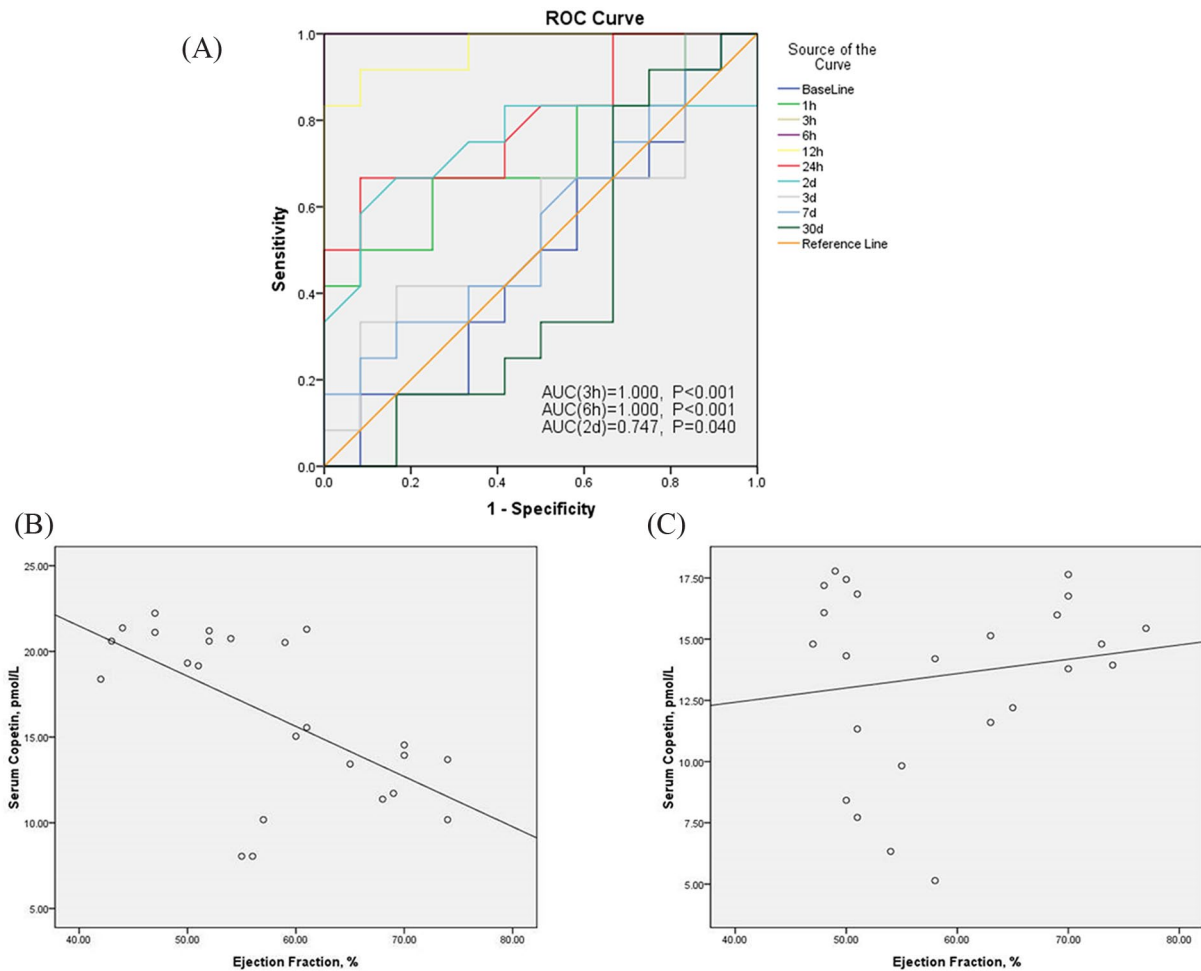 (A)
ROC Curve
Sensitivity
1.0
0.8
0.6
0.4
0.2
0.0
0.0 0.2 0.4 0.6 0.8 1.0
1 - Specificity
AUC(3h)=1.000, P<0.001
AUC(6h)=1.000, P<0.001
AUC(2d)=0.747, P=0.040
Source of the
Curve
BaseLine
1h
3h
6h
12h
24h
2d
3d
7d
30d
Reference Line
(B)
Serum Copetin, pmol/L
25.00
20.00
15.00
10.00
5.00
40.00 50.00 60.00 70.00 80.00
Ejection Fraction, %
(C)
Serum Copetin, pmol/L
17.50
15.00
12.50
10.00
7.50
5.00
40.00 50.00 60.00 70.00 80.00
Ejection Fraction, %